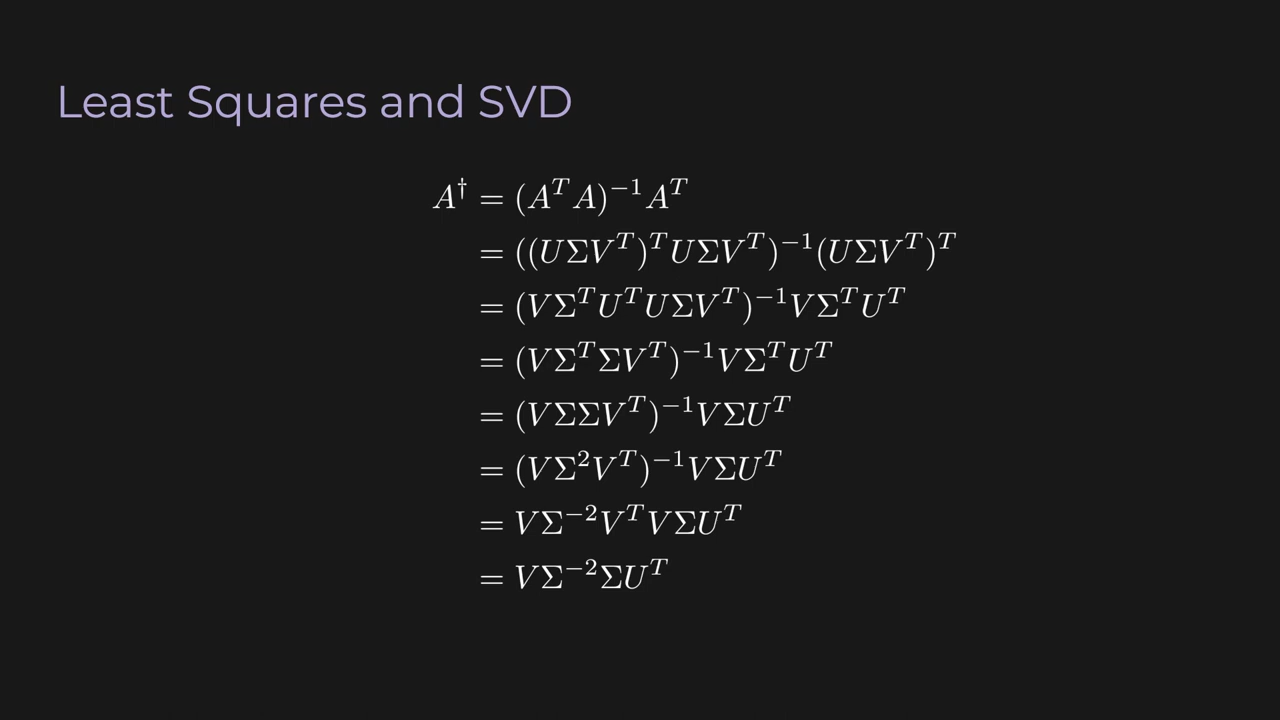 Least Squares and SVD
A† = (AᵀA)⁻¹Aᵀ
= ((UΣVᵀ)ᵀUΣVᵀ)⁻¹(UΣVᵀ)ᵀ
= (VΣᵀUᵀUΣVᵀ)⁻¹VΣᵀUᵀ
= (VΣᵀΣVᵀ)⁻¹VΣᵀUᵀ
= (VΣΣVᵀ)⁻¹VΣUᵀ
= (VΣ²Vᵀ)⁻¹VΣUᵀ
= VΣ⁻²VᵀVΣUᵀ
= VΣ⁻²ΣUᵀ